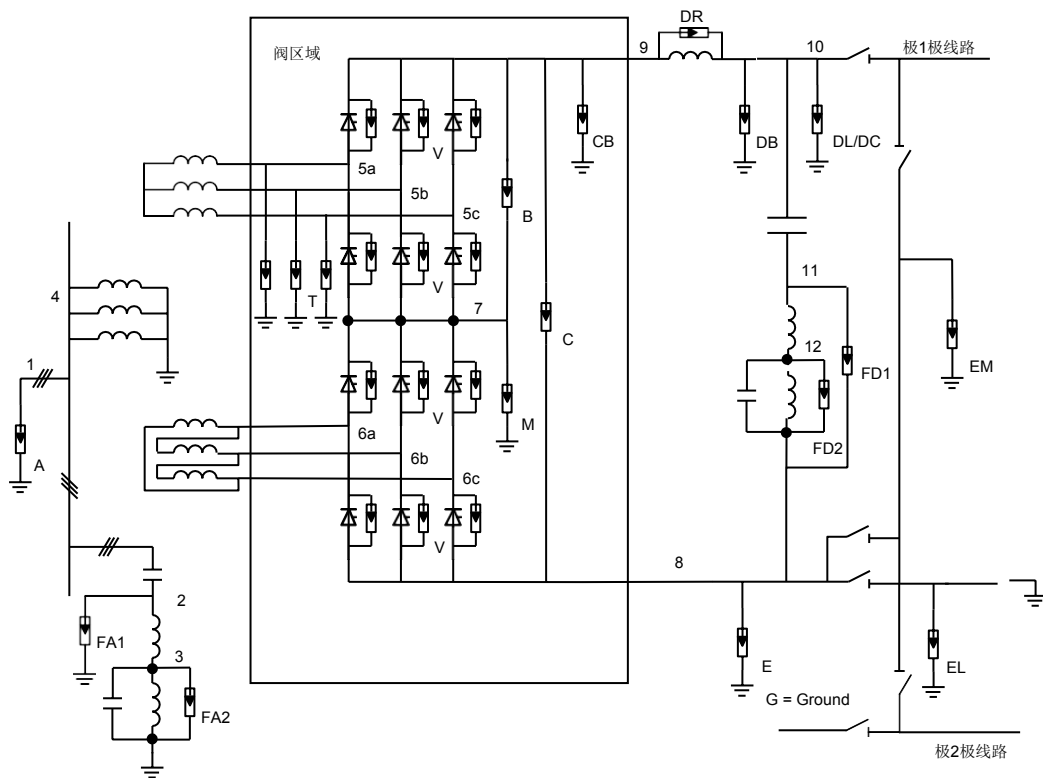 DR
阀区域
9
10
极1极线路
CB
DB
DL/DC
V
5a
5b
B
5c
V
11
T
7
4
C
12
EM
1
FD1
V
M
6a
FD2
A
6b
6c
V
8
2
FA1
3
E
EL
G = Ground
FA2
极2极线路